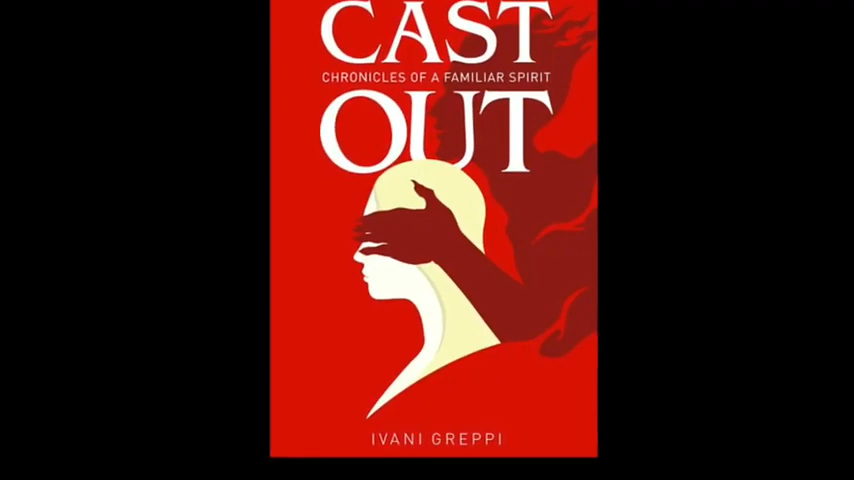 CAST
CHRONICLES OF A FAMILIAR SPIRIT
OUT
IVANI GREPPI